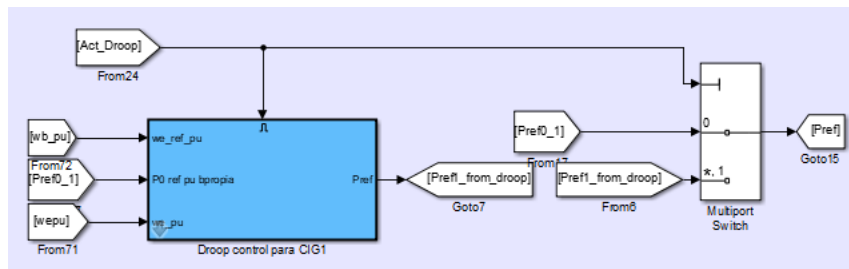 [Act_Droop]
From24
[wb_pu]
From72
[Pref0_1]
[wepu]
From71
we_ref_pu
P0 ref pu bpropia
we_pu
Pref
Droop control para CIG1
[Pref1_from_droop]
Goto7
[Pref0_1]
From17
[Pref1_from_droop]
From6
0
*, 1
Multiport
Switch
[Pref]
Goto15